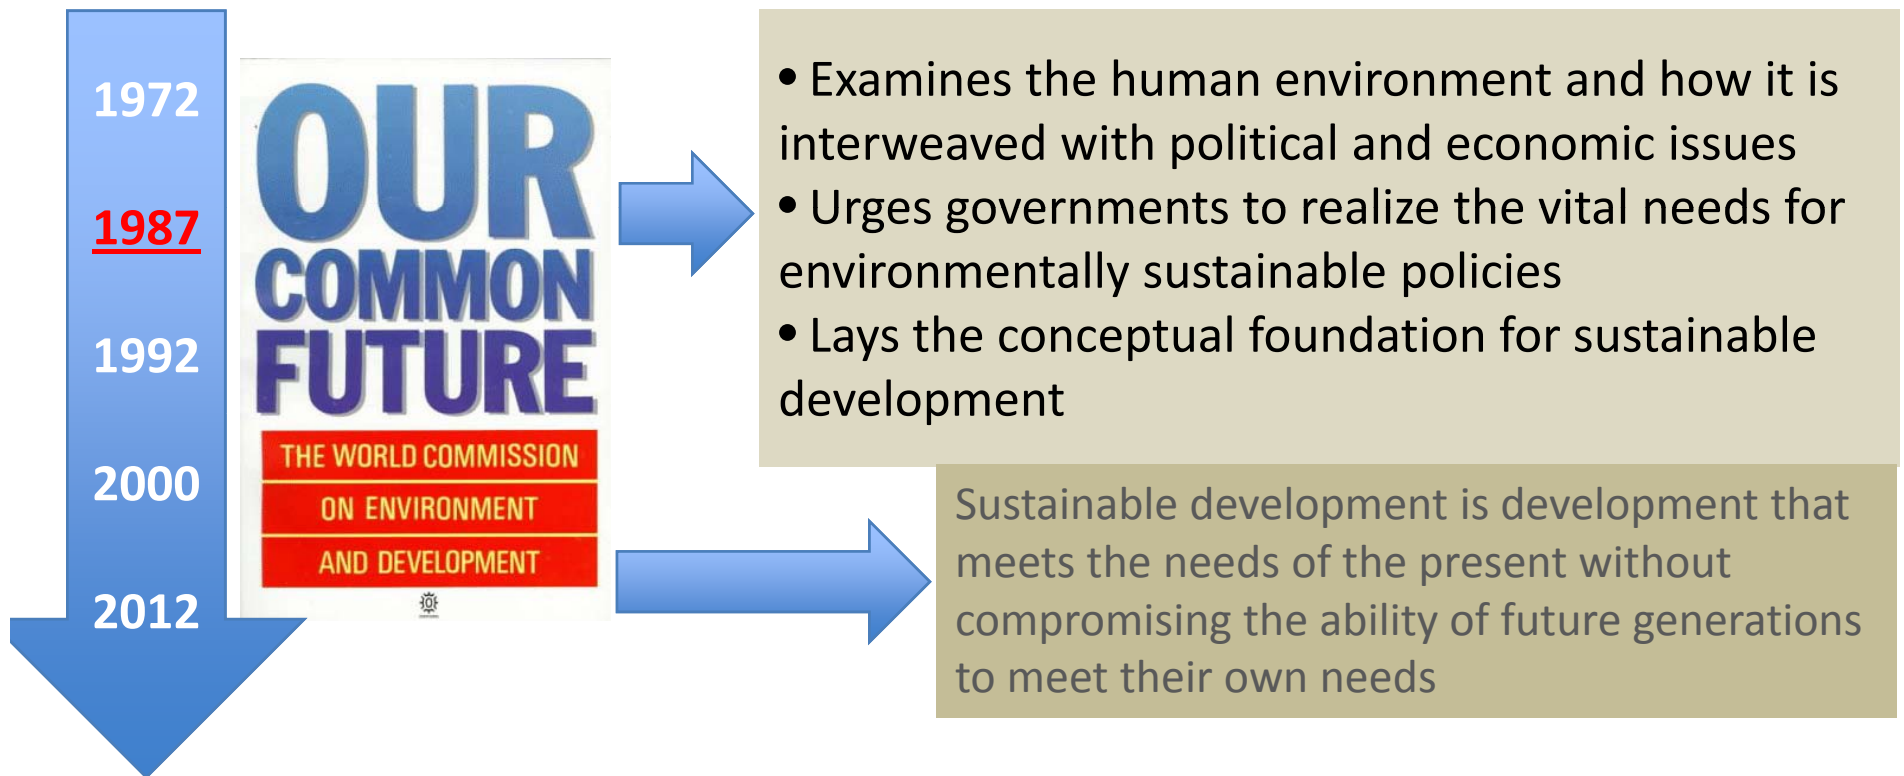 1972
1987
1992
2000
2012
OUR
COMMON
FUTURE
THE WORLD COMMISSION
ON ENVIRONMENT
AND DEVELOPMENT
• Examines the human environment and how it is
interweaved with political and economic issues
• Urges governments to realize the vital needs for
environmentally sustainable policies
• Lays the conceptual foundation for sustainable
development
Sustainable development is development that
meets the needs of the present without
compromising the ability of future generations
to meet their own needs